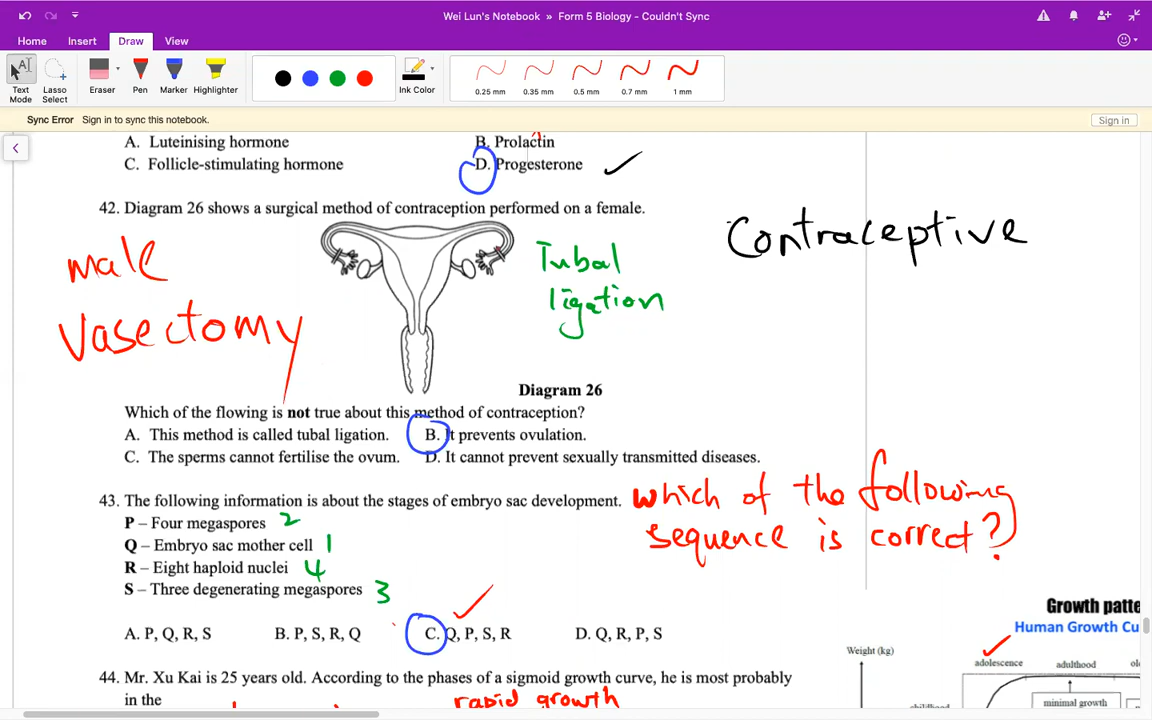 Wei Lun's Notebook » Form 5 Biology - Couldn't Sync
Home Insert Draw View
Text Mode
Lasso Select
Eraser
Pen
Marker
Highlighter
Ink Color
0.25 mm 0.35 mm 0.5 mm 0.7 mm 1 mm
Sync Error Sign in to sync this notebook.
Sign in
A. Luteinising hormone B. Prolactin
C. Follicle-stimulating hormone D. Progesterone
42. Diagram 26 shows a surgical method of contraception performed on a female.
Contraceptive
male
vasectomy
Tubal
ligation
Diagram 26
Which of the flowing is not true about this method of contraception?
A. This method is called tubal ligation. B. It prevents ovulation.
C. The sperms cannot fertilise the ovum. D. It cannot prevent sexually transmitted diseases.
43. The following information is about the stages of embryo sac development.
which of the following
sequence is correct?
P – Four megaspores 2
Q – Embryo sac mother cell 1
R – Eight haploid nuclei 4
S – Three degenerating megaspores 3
A. P, Q, R, S B. P, S, R, Q C. Q, P, S, R D. Q, R, P, S
Growth patte
Human Growth Cu
Weight (kg)
adolescence adulthood
minimal growth
44. Mr. Xu Kai is 25 years old. According to the phases of a sigmoid growth curve, he is most probably
in the
rapid growth